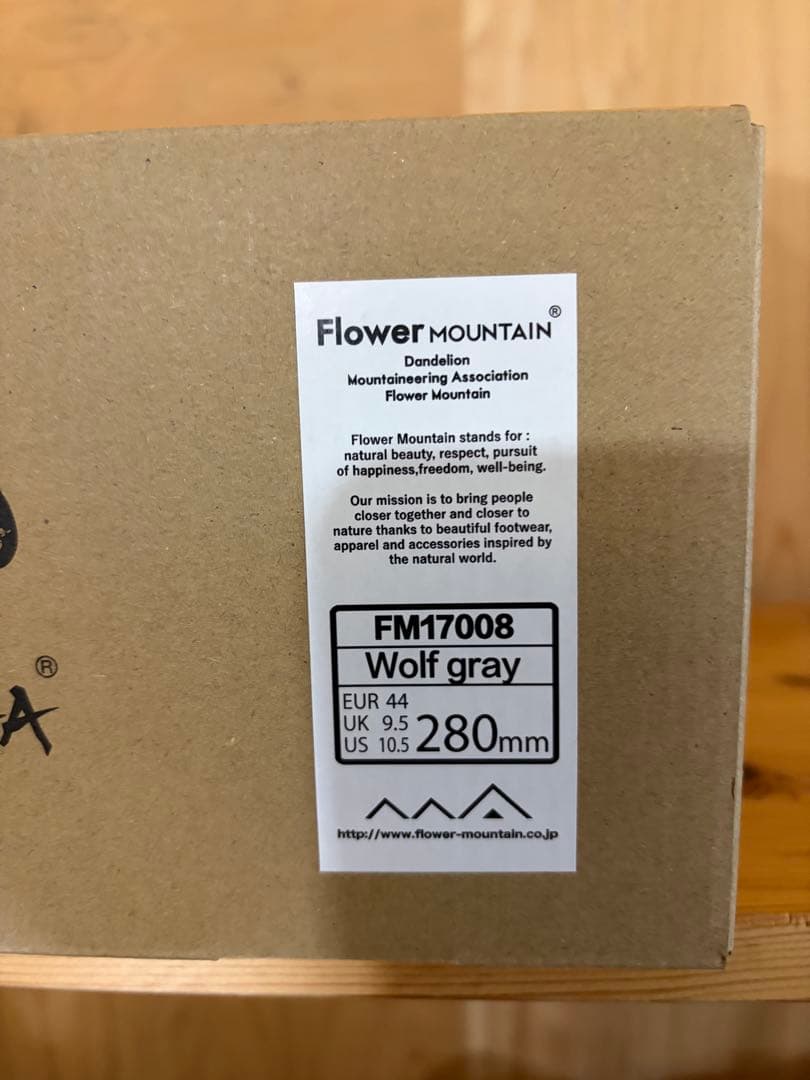 Flower MOUNTAIN®
Dandelion
Mountaineering Association
Flower Mountain
Flower Mountain stands for :
natural beauty, respect, pursuit
of happiness,freedom, well-being.
Our mission is to bring people
closer together and closer to
nature thanks to beautiful footwear,
apparel and accessories inspired by
the natural world.
FM17008
Wolf gray
EUR 44
UK 9.5
US 10.5
280mm
http://www.flower-mountain.co.jp
®
A